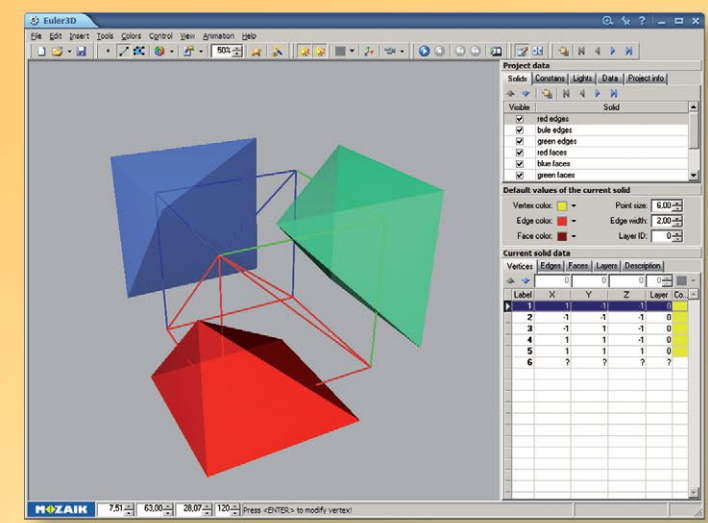 Euler3D
File Edit Insert Tools Colors Control View Anmation Help
50%
Project data
Solids Constans Lights Data Project info
Visible Solid
red edges
bule edges
green edges
red faces
blue faces
green faces
Default values of the current solid
Vertex color: Point size: 6,00
Edge color: Edge width: 2,00
Face color: Layer ID: 0
Current solid data
Vertices Edges Faces Layers Description
0 0 0 0
Label X Y Z Layer Co...
1 1 -1 -1 0
2 -1 -1 -1 0
3 -1 1 -1 0
4 1 1 -1 0
5 1 1 1 0
6 ? ? ? ?
MOZAIK 7,51 63,00 28,07 120 Press <ENTER> to modify vertex!